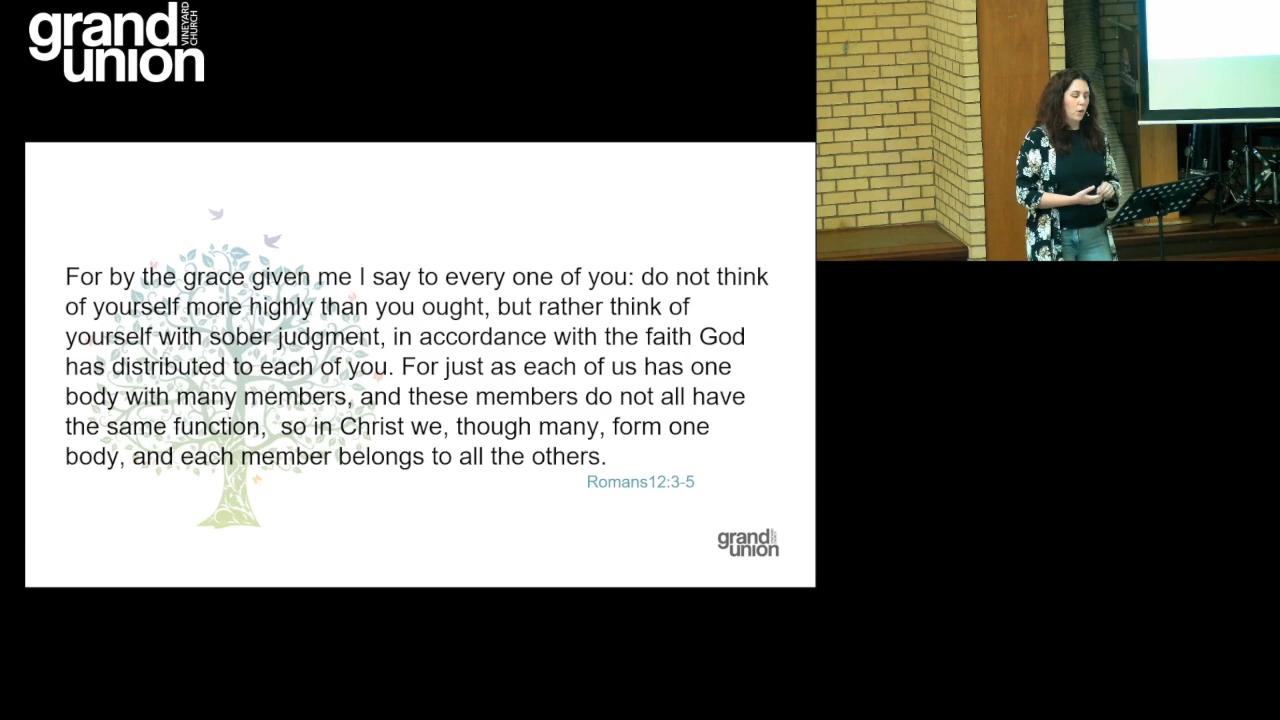 grand
union
VINEYARD
CHURCH
For by the grace given me I say to every one of you: do not think
of yourself more highly than you ought, but rather think of
yourself with sober judgment, in accordance with the faith God
has distributed to each of you. For just as each of us has one
body with many members, and these members do not all have
the same function,  so in Christ we, though many, form one
body, and each member belongs to all the others.
Romans12:3-5
grand
union